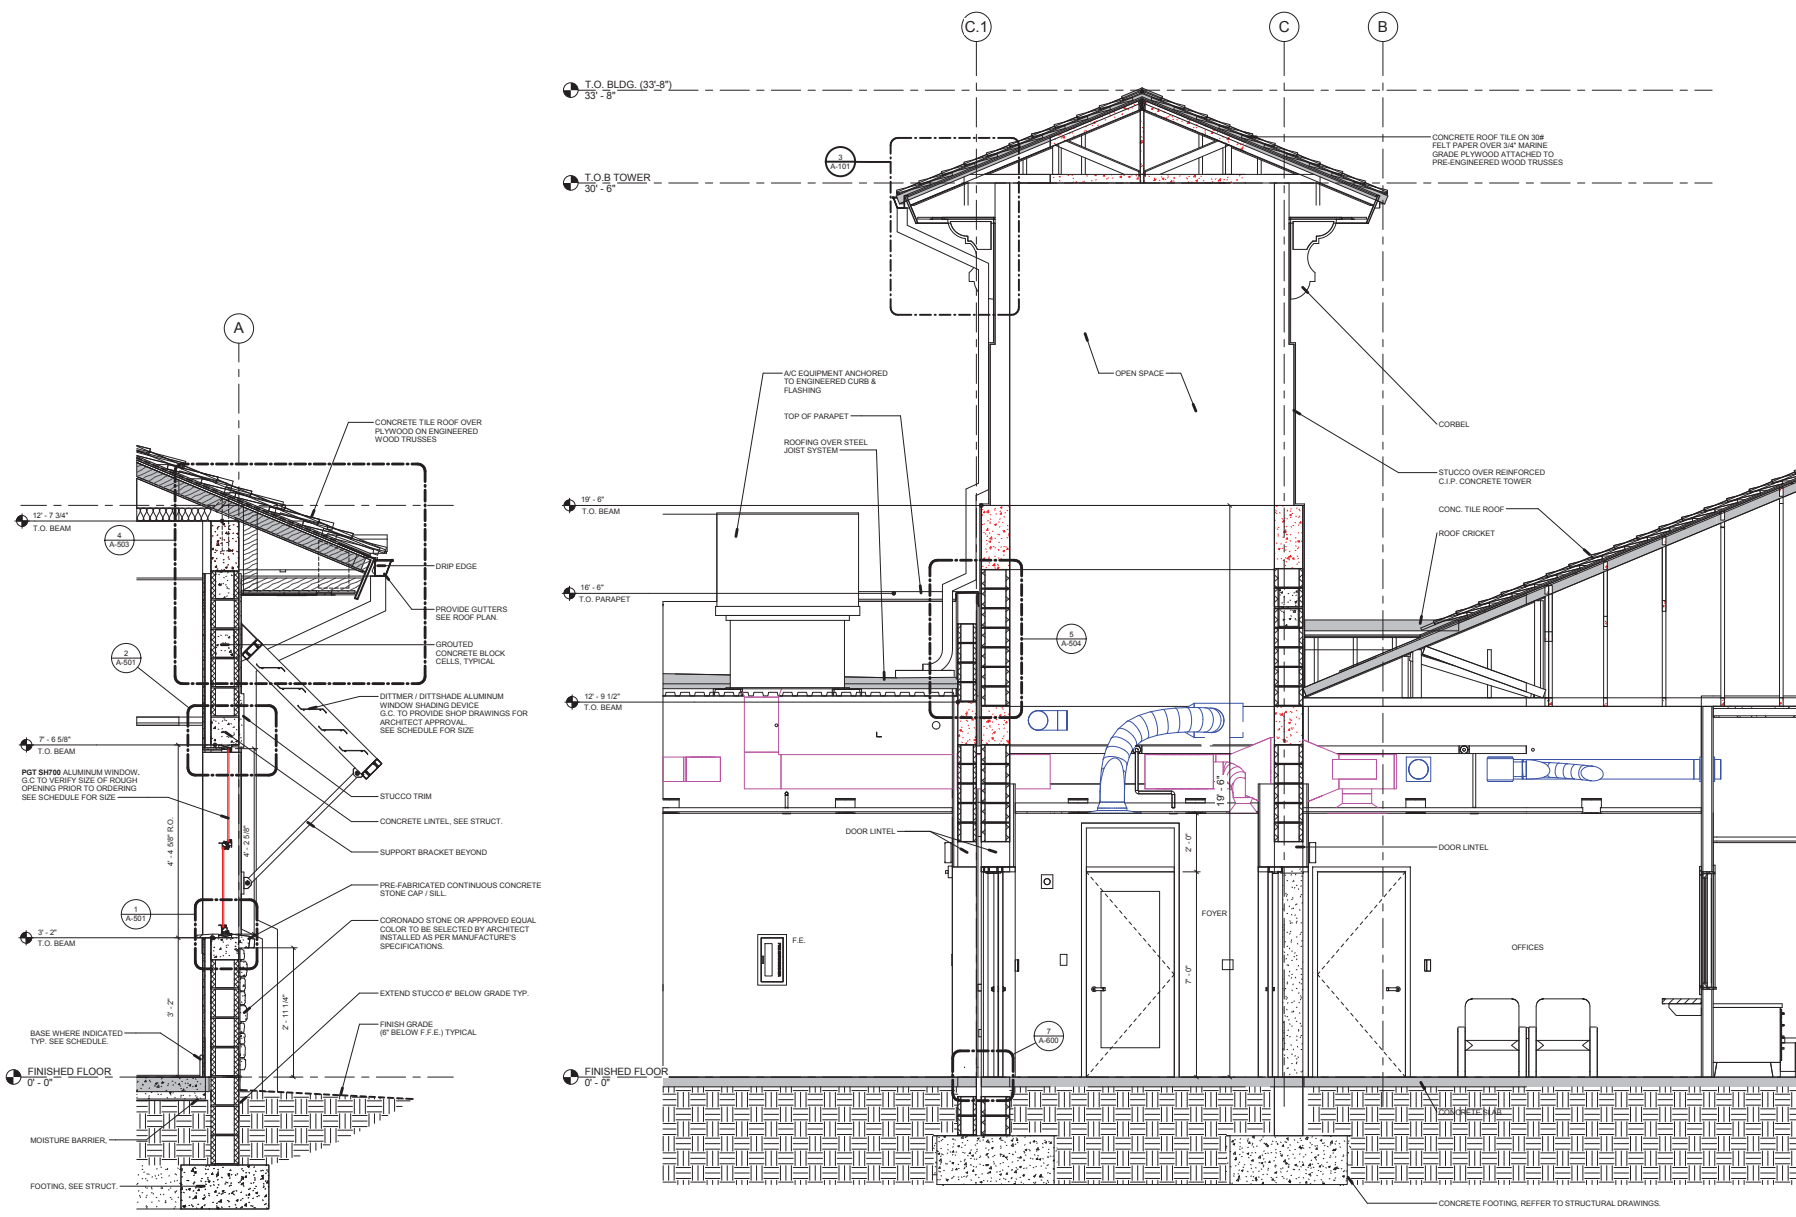 C.1
C
B
T.O. BLDG. (33'-8")
33' - 8"
CONCRETE ROOF TILE ON 30#
FELT PAPER OVER 3/4" MARINE
GRADE PLYWOOD ATTACHED TO
PRE-ENGINEERED WOOD TRUSSES
3
A-101
T.O.B TOWER
30' - 6"
A
A/C EQUIPMENT ANCHORED
TO ENGINEERED CURB &
FLASHING
OPEN SPACE
TOP OF PARAPET
CORBEL
CONCRETE TILE ROOF OVER
PLYWOOD ON ENGINEERED
WOOD TRUSSES
ROOFING OVER STEEL
JOIST SYSTEM
STUCCO OVER REINFORCED
C.I.P. CONCRETE TOWER
19' - 6"
T.O. BEAM
CONC. TILE ROOF
12' - 7 3/4"
T.O. BEAM
4
A-503
ROOF CRICKET
DRIP EDGE
16' - 6"
T.O. PARAPET
PROVIDE GUTTERS
SEE ROOF PLAN.
5
A-504
GROUTED
CONCRETE BLOCK
CELLS, TYPICAL
2
A-501
DITTMER / DITTSHADE ALUMINUM
WINDOW SHADING DEVICE
G.C. TO PROVIDE SHOP DRAWINGS FOR
ARCHITECT APPROVAL.
SEE SCHEDULE FOR SIZE
12' - 9 1/2"
T.O. BEAM
7' - 6 5/8"
T.O. BEAM
PGT SH700 ALUMINUM WINDOW.
G.C TO VERIFY SIZE OF ROUGH
OPENING PRIOR TO ORDERING
SEE SCHEDULE FOR SIZE
STUCCO TRIM
19' - 6"
CONCRETE LINTEL, SEE STRUCT.
4' - 4 5/8" R.O.
4' - 2 5/8"
SUPPORT BRACKET BEYOND
DOOR LINTEL
2' - 0"
DOOR LINTEL
PRE-FABRICATED CONTINUOUS CONCRETE
STONE CAP / SILL.
1
A-501
CORONADO STONE OR APPROVED EQUAL
COLOR TO BE SELECTED BY ARCHITECT
INSTALLED AS PER MANUFACTURE'S
SPECIFICATIONS.
FOYER
3' - 2"
T.O. BEAM
F.E.
OFFICES
7' - 0"
EXTEND STUCCO 6" BELOW GRADE TYP.
3' - 2"
2' - 11 1/4"
FINISH GRADE
(6" BELOW F.F.E.) TYPICAL
BASE WHERE INDICATED
TYP. SEE SCHEDULE.
7
A-600
FINISHED FLOOR
0' - 0"
FINISHED FLOOR
0' - 0"
CONCRETE SLAB
MOISTURE BARRIER,
FOOTING, SEE STRUCT.
CONCRETE FOOTING, REFFER TO STRUCTURAL DRAWINGS.